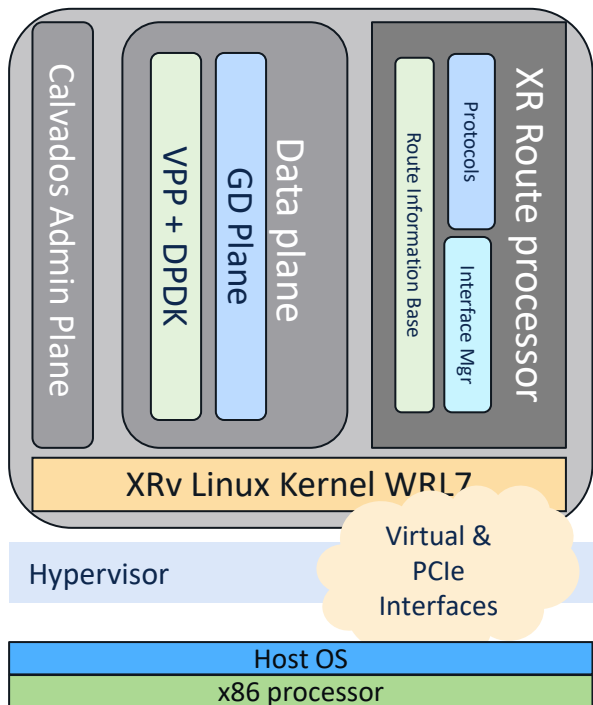 Calvados Admin Plane
VPP + DPDK
GD Plane
Data plane
Route Information Base
Protocols
Interface Mgr
XR Route processor
XRv Linux Kernel WRL7
Hypervisor
Virtual &
PCIe
Interfaces
Host OS
x86 processor